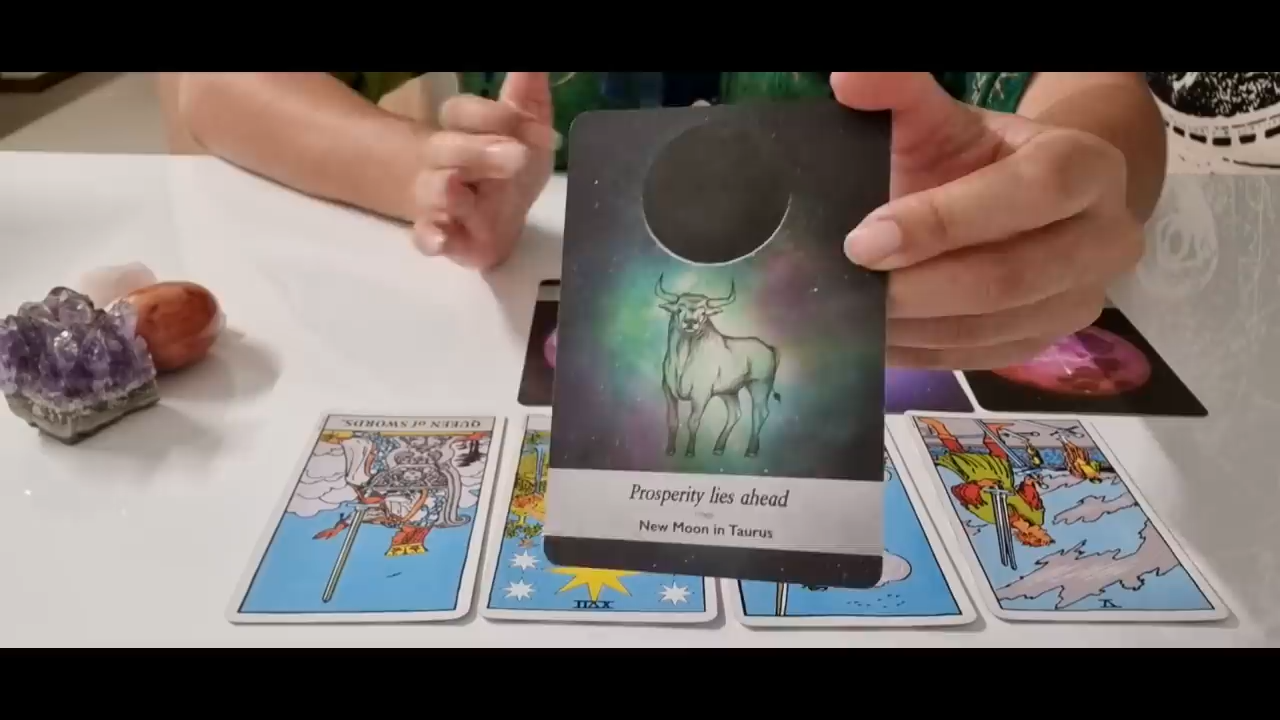 Prosperity lies ahead
New Moon in Taurus
QUEEN of SWORDS.
XVII
V